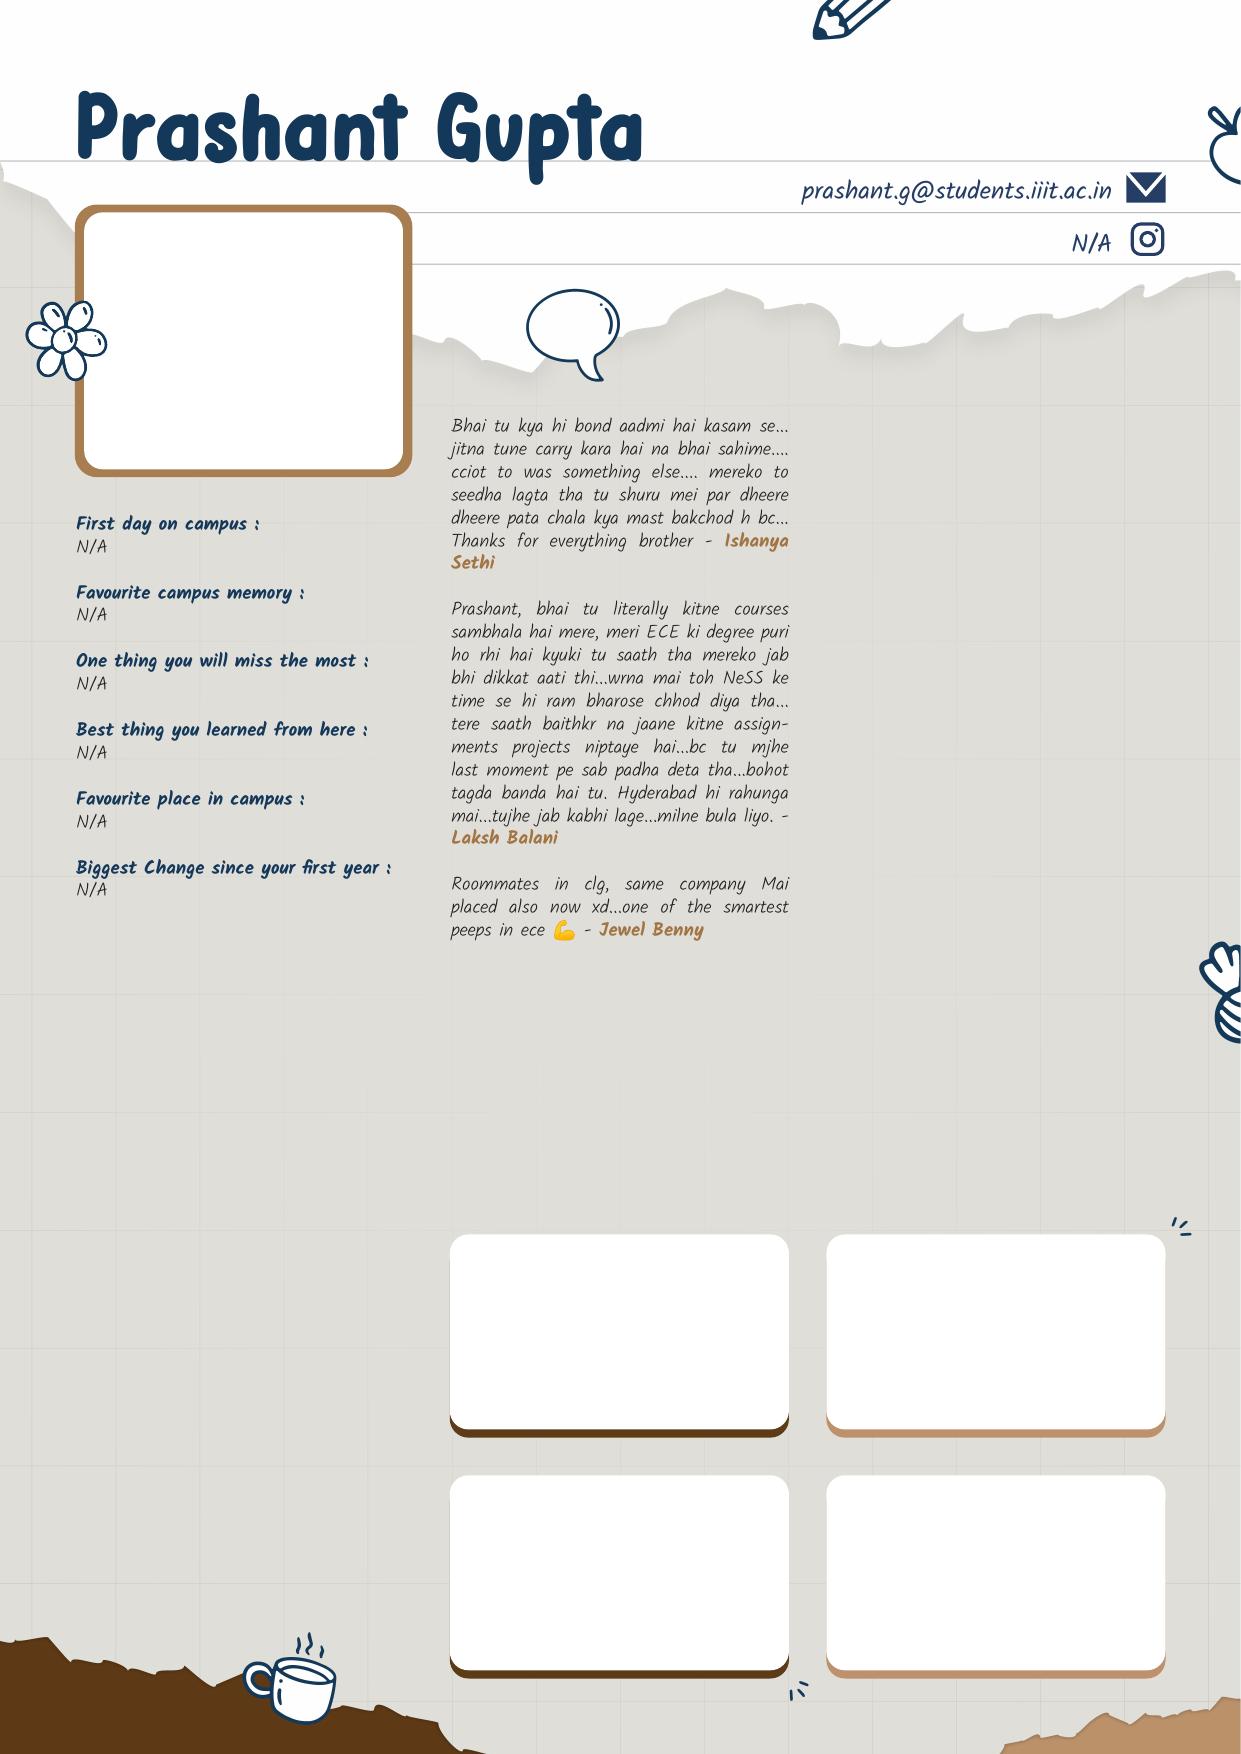 Prashant Gupta
prashant.g@students.iiit.ac.in
N/A
First day on campus :
N/A
Favourite campus memory :
N/A
One thing you will miss the most :
N/A
Best thing you learned from here :
N/A
Favourite place in campus :
N/A
Biggest Change since your first year :
N/A
Bhai tu kya hi bond aadmi hai kasam se...
jitna tune carry kara hai na bhai sahime....
cciot to was something else.... mereko to
seedha lagta tha tu shuru mei par dheere
dheere pata chala kya mast bakchod h bc...
Thanks for everything brother - Ishanya
Sethi
Prashant, bhai tu literally kitne courses
sambhala hai mere, meri ECE ki degree puri
ho rhi hai kyuki tu saath tha mereko jab
bhi dikkat aati thi...wrna mai toh NeSS ke
time se hi ram bharose chhod diya tha...
tere saath baithkr na jaane kitne assign-
ments projects niptaye hai...bc tu mjhe
last moment pe sab padha deta tha...bohot
tagda banda hai tu. Hyderabad hi rahunga
mai...tujhe jab kabhi lage...milne bula liyo. -
Laksh Balani
Roommates in clg, same company Mai
placed also now xd...one of the smartest
peeps in ece 💪 - Jewel Benny